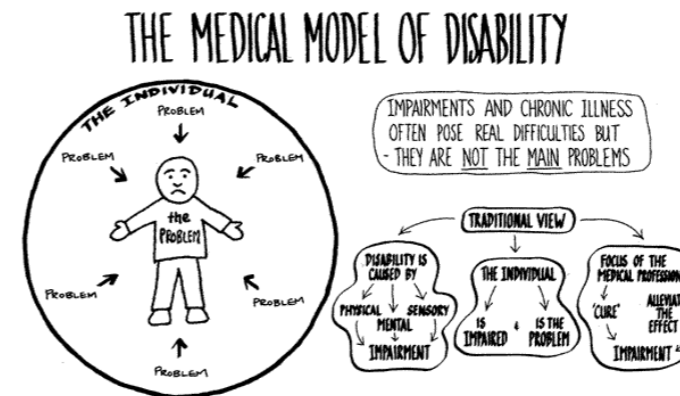 THE MEDICAL MODEL OF DISABILITY
THE INDIVIDUAL
PROBLEM
PROBLEM
PROBLEM
the
PROBLEM
PROBLEM
PROBLEM
PROBLEM
IMPAIRMENTS AND CHRONIC ILLNESS
OFTEN POSE REAL DIFFICULTIES BUT
- THEY ARE NOT THE MAIN PROBLEMS
TRADITIONAL VIEW
DISABILITY IS
CAUSED BY
PHYSICAL SENSORY
MENTAL
IMPAIRMENT
THE INDIVIDUAL
IS
IMPAIRED
&
IS THE
PROBLEM
FOCUS OF THE
MEDICAL PROFESSION
"CURE"
ALLEVIAT
THE
EFFECT
IMPAIRMENT